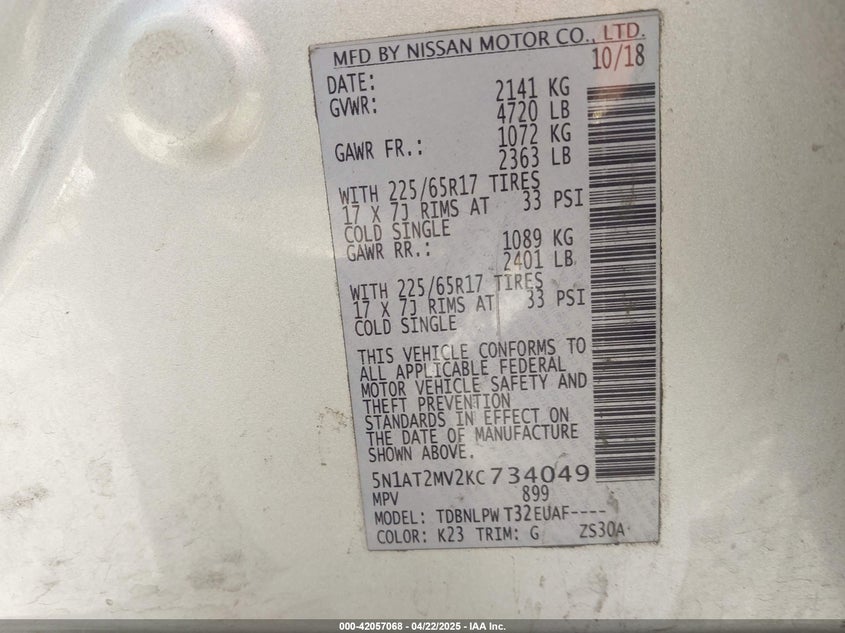 MFD BY NISSAN MOTOR CO., LTD.
DATE: 10/18
GVWR: 2141 KG
4720 LB
GAWR FR.: 1072 KG
2363 LB
WITH 225/65R17 TIRES
17 X 7J RIMS AT 33 PSI
COLD SINGLE
GAWR RR.: 1089 KG
2401 LB
WITH 225/65R17 TIRES
17 X 7J RIMS AT 33 PSI
COLD SINGLE
THIS VEHICLE CONFORMS TO
ALL APPLICABLE FEDERAL
MOTOR VEHICLE SAFETY AND
THEFT PREVENTION
STANDARDS IN EFFECT ON
THE DATE OF MANUFACTURE
SHOWN ABOVE.
5N1AT2MV2KC734049
MPV 899
MODEL: TDBNLPW T32EUAF----
COLOR: K23 TRIM: G ZS30A
000-42057068 - 04/22/2025 - IAA Inc.